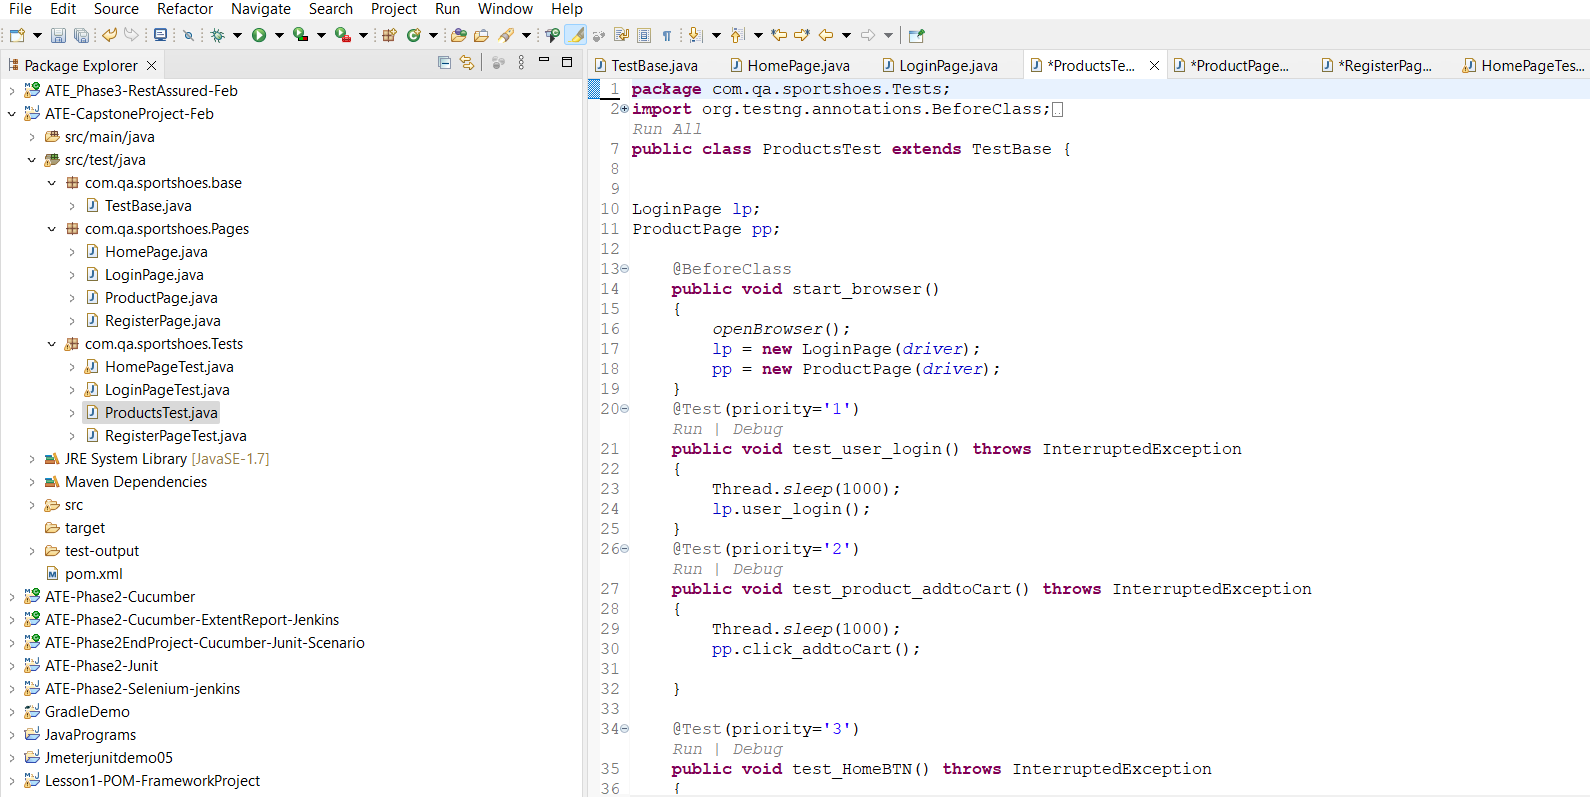 File Edit Source Refactor Navigate Search Project Run Window Help
Package Explorer
ATE_Phase3-RestAssured-Feb
ATE-CapstoneProject-Feb
src/main/java
src/test/java
com.qa.sportshoes.base
TestBase.java
com.qa.sportshoes.Pages
HomePage.java
LoginPage.java
ProductPage.java
RegisterPage.java
com.qa.sportshoes.Tests
HomePageTest.java
LoginPageTest.java
ProductsTest.java
RegisterPageTest.java
JRE System Library [JavaSE-1.7]
Maven Dependencies
src
target
test-output
pom.xml
ATE-Phase2-Cucumber
ATE-Phase2-Cucumber-ExtentReport-Jenkins
ATE-Phase2EndProject-Cucumber-Junit-Scenario
ATE-Phase2-Junit
ATE-Phase2-Selenium-jenkins
GradleDemo
JavaPrograms
Jmeterjunitdemo05
Lesson1-POM-FrameworkProject
TestBase.java HomePage.java LoginPage.java *ProductsTe... *ProductPage... *RegisterPag... HomePageTes...
1 package com.qa.sportshoes.Tests;
2 import org.testng.annotations.BeforeClass;
Run All
7 public class ProductsTest extends TestBase {
8
9
10 LoginPage lp;
11 ProductPage pp;
12
13 @BeforeClass
14 public void start_browser()
15 {
16 openBrowser();
17 lp = new LoginPage(driver);
18 pp = new ProductPage(driver);
19 }
20 @Test(priority='1')
Run | Debug
21 public void test_user_login() throws InterruptedException
22 {
23 Thread.sleep(1000);
24 lp.user_login();
25 }
26 @Test(priority='2')
Run | Debug
27 public void test_product_addtoCart() throws InterruptedException
28 {
29 Thread.sleep(1000);
30 pp.click_addtoCart();
31
32 }
33
34 @Test(priority='3')
Run | Debug
35 public void test_HomeBTN() throws InterruptedException
36 {